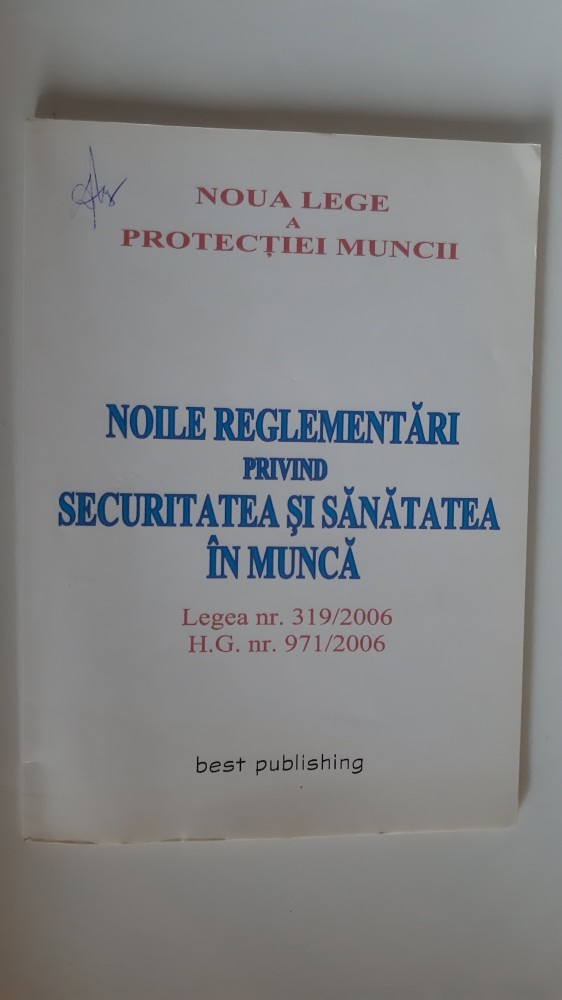 NOUA LEGE
A
PROTECȚIEI MUNCII
NOILE REGLEMENTĂRI
PRIVIND
SECURITATEA ȘI SĂNĂTATEA
ÎN MUNCĂ
Legea nr. 319/2006
H.G. nr. 971/2006
best publishing